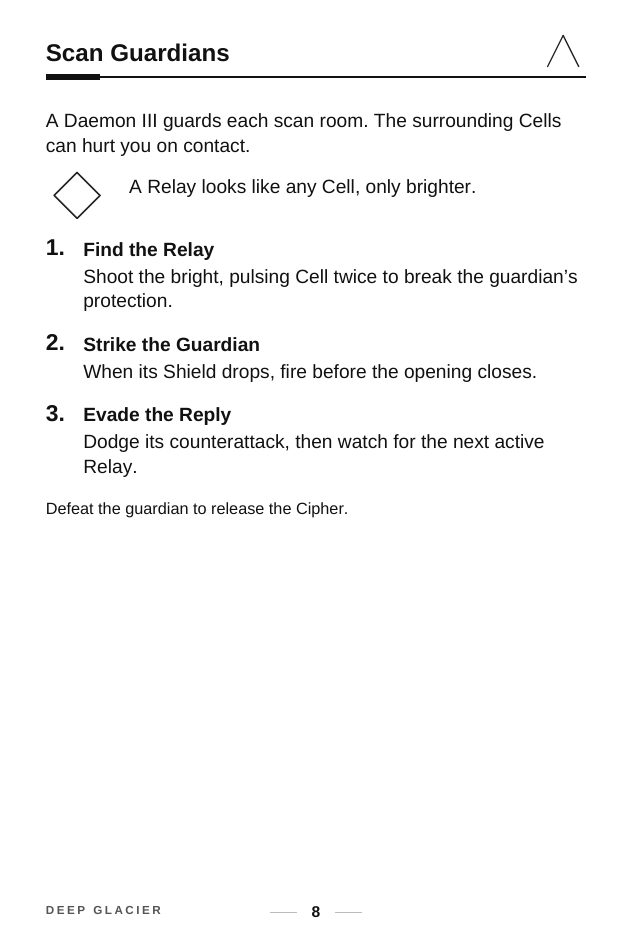 Scan Guardians
A Daemon III guards each scan room. The surrounding Cells
can hurt you on contact.
A Relay looks like any Cell, only brighter.
1. Find the Relay
Shoot the bright, pulsing Cell twice to break the guardian’s
protection.
2. Strike the Guardian
When its Shield drops, fire before the opening closes.
3. Evade the Reply
Dodge its counterattack, then watch for the next active
Relay.
Defeat the guardian to release the Cipher.
DEEP GLACIER
8